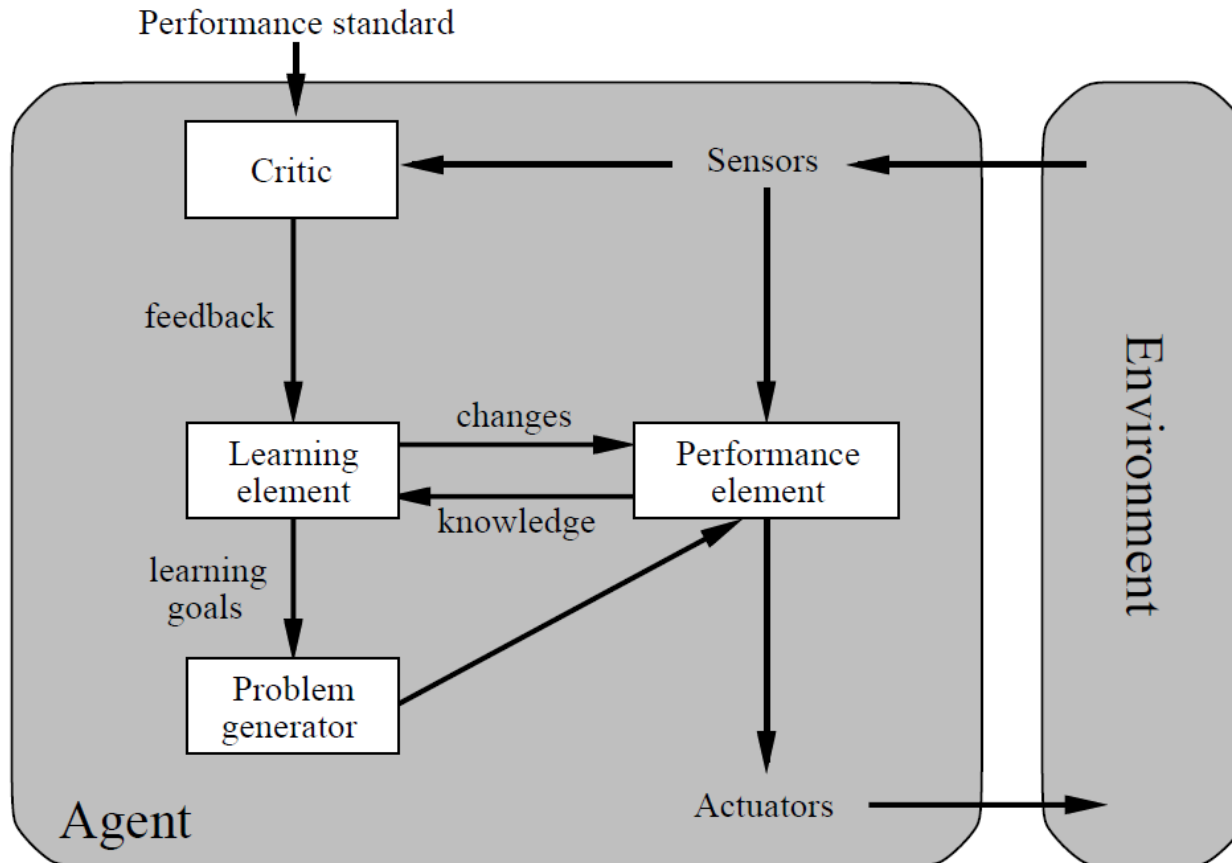 Performance standard
Critic
Sensors
feedback
changes
Learning
element
Performance
element
knowledge
learning
goals
Problem
generator
Actuators
Agent
Environment